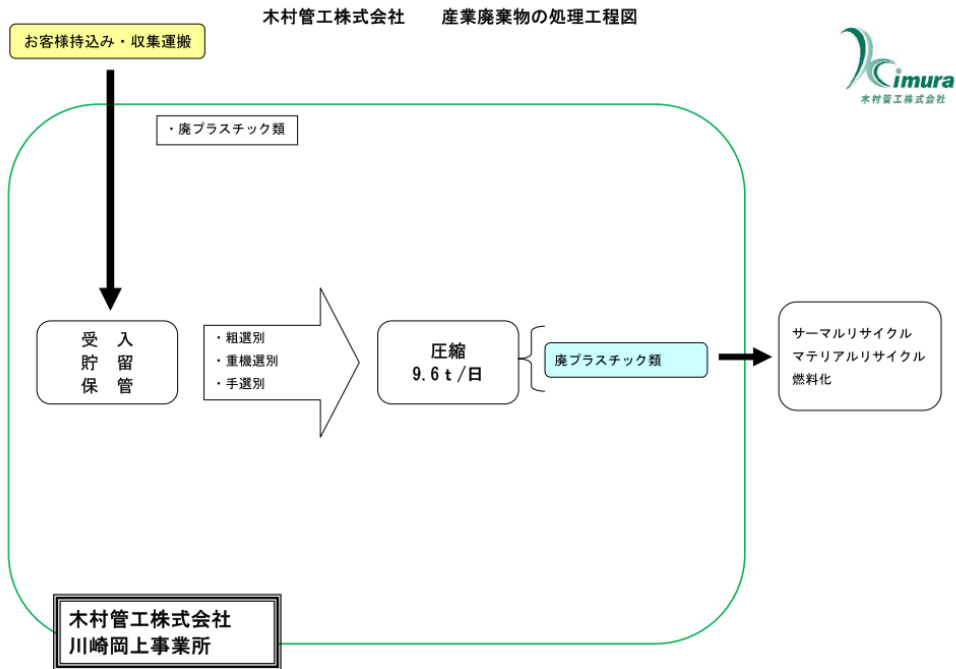 木村管工株式会社　　産業廃棄物の処理工程図
お客様持込み・収集運搬
Kimura
木村管工株式会社
・廃プラスチック類
受　入
貯　留
保　管
・粗選別
・重機選別
・手選別
圧縮
9.6ｔ/日
廃プラスチック類
サーマルリサイクル
マテリアルリサイクル
燃料化
木村管工株式会社
川崎岡上事業所